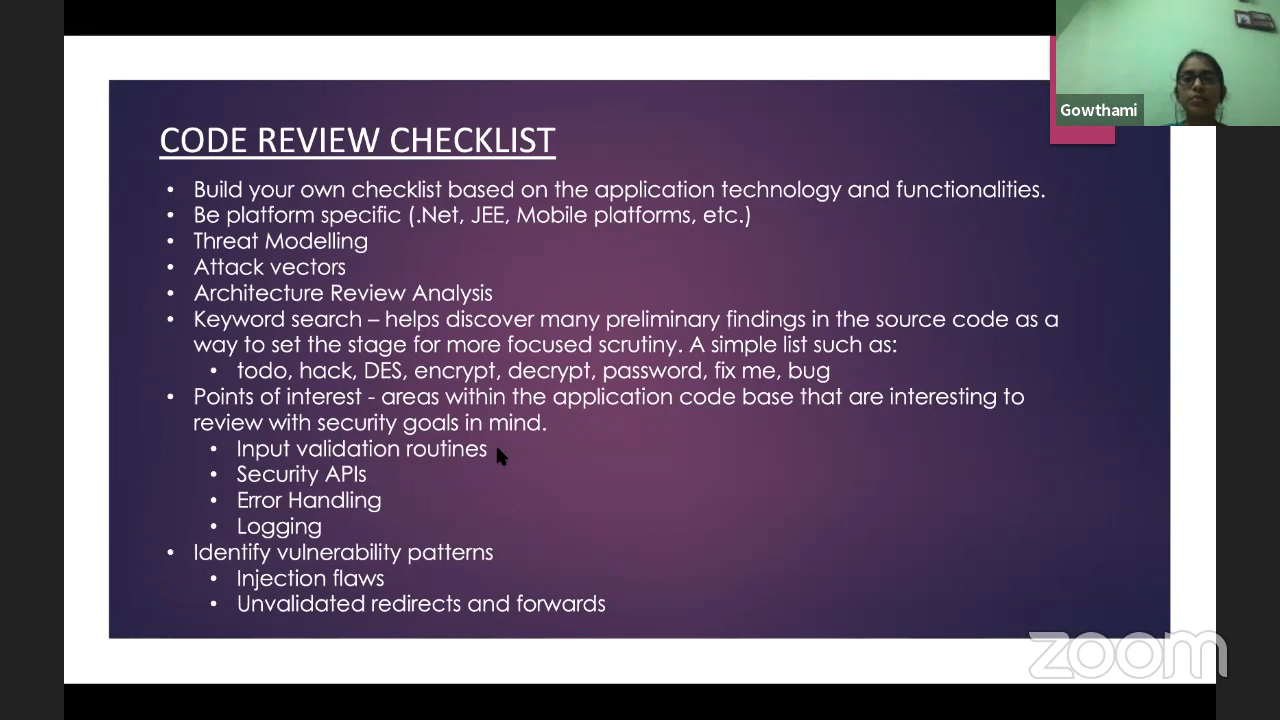 Gowthami
CODE REVIEW CHECKLIST
• Build your own checklist based on the application technology and functionalities.
• Be platform specific (.Net, JEE, Mobile platforms, etc.)
• Threat Modelling
• Attack vectors
• Architecture Review Analysis
• Keyword search – helps discover many preliminary findings in the source code as a
way to set the stage for more focused scrutiny. A simple list such as:
• todo, hack, DES, encrypt, decrypt, password, fix me, bug
• Points of interest - areas within the application code base that are interesting to
review with security goals in mind.
• Input validation routines
• Security APIs
• Error Handling
• Logging
• Identify vulnerability patterns
• Injection flaws
• Unvalidated redirects and forwards
zoom